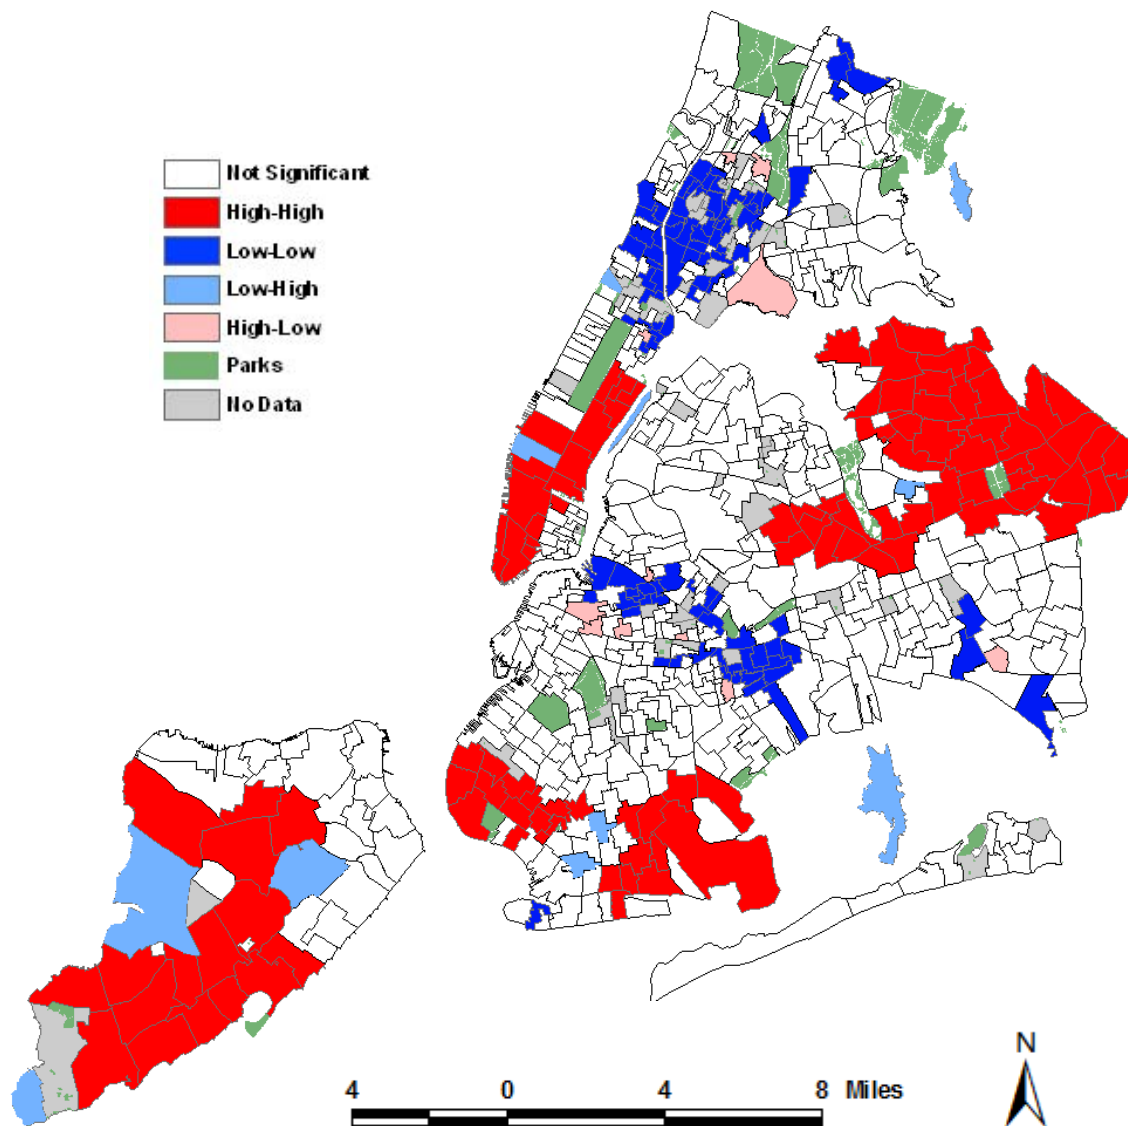 Not Significant
High-High
Low-Low
Low-High
High-Low
Parks
No Data
N
4 0 4 8 Miles